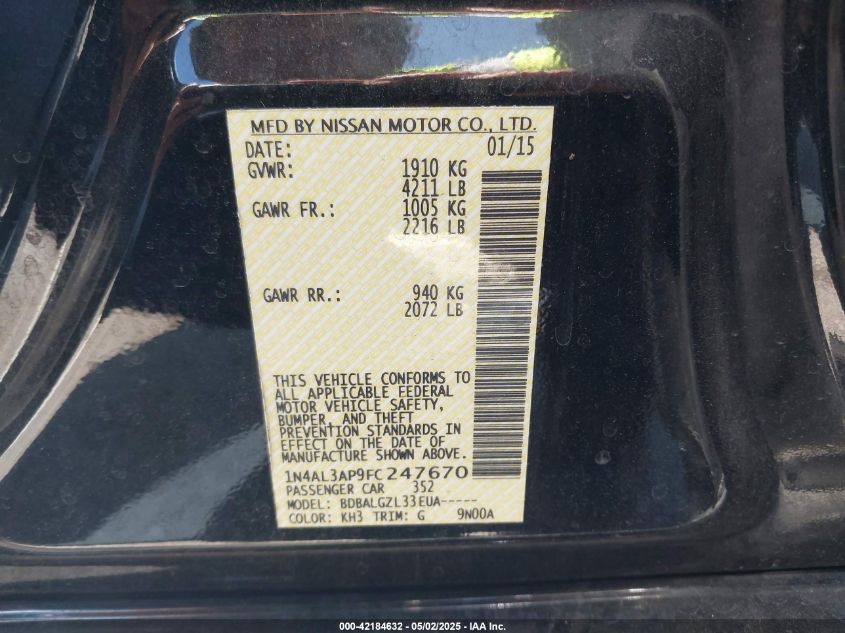 MFD BY NISSAN MOTOR CO., LTD.
DATE: 01/15
GVWR: 1910 KG
4211 LB
GAWR FR.: 1005 KG
2216 LB
GAWR RR.: 940 KG
2072 LB
THIS VEHICLE CONFORMS TO
ALL APPLICABLE FEDERAL
MOTOR VEHICLE SAFETY,
BUMPER, AND THEFT
PREVENTION STANDARDS IN
EFFECT ON THE DATE OF
MANUFACTURE SHOWN ABOVE.
1N4AL3AP9FC247670
PASSENGER CAR 352
MODEL: BDBALGZL33EUA-----
COLOR: KH3 TRIM: G 9N00A
000-42184632 - 05/02/2025 - IAA Inc.